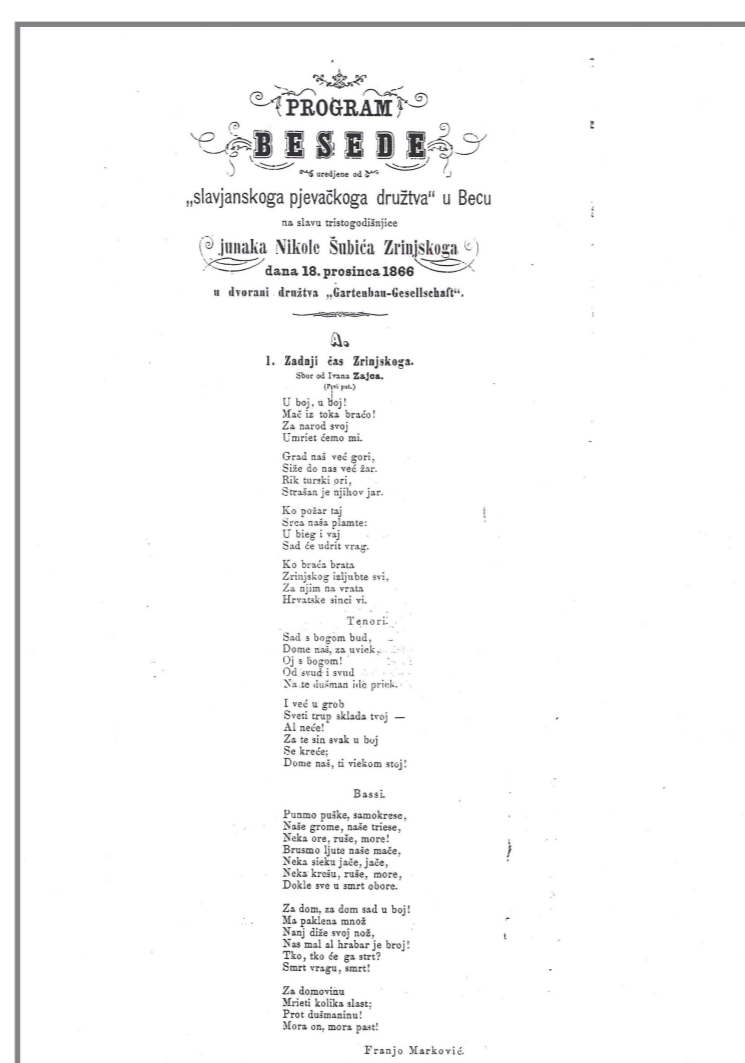 PROGRAM
BESEDE
uredjene od
„slavjanskoga pjevačkoga družtva“ u Becu
na slavu tristogodišnjice
junaka Nikole Šubića Zrinjskoga
dana 18. prosinca 1866
u dvorani družtva „Gartenbau-Gesellschaft“.
A.
1. Zadnji čas Zrinjskoga.
Sbor od Ivana Zajca.
(Prvi put.)
U boj, u boj!
Mač iz toka braćo!
Za narod svoj
Umriet ćemo mi.
Grad naš već gori,
Siže do nas već žar.
Rik turski ori,
Strašan je njihov jar.
Ko požar taj
Srca naša plamte:
U bieg i vaj
Sad će udrit vrag.
Ko braća brata
Zrinjskog izljubte svi,
Za njim na vrata
Hrvatske sinci vi.
Tenori.
Sad s bogom bud,
Dome naš, za uviek,
Oj s bogom!
Od svud i svud
Na te dušman ide priek.
I već u grob
Sveti trup sklada tvoj —
Al neće!
Za te sin svak u boj
Se kreće;
Dome naš, ti viekom stoj!
Bassi.
Punmo puške, samokrese,
Naše grome, naše triese,
Neka ore, ruše, more!
Brusmo ljute naše mače,
Neka sieku jače, jače,
Neka krešu, ruše, more,
Dokle sve u smrt obore.
Za dom, za dom sad u boj!
Ma paklena množ
Nanj diže svoj nož,
Nas mal al hrabar je broj!
Tko, tko će ga strt?
Smrt vragu, smrt!
Za domovinu
Mrieti kolika slast;
Prot dušmaninu!
Mora on, mora past!
Franjo Marković.